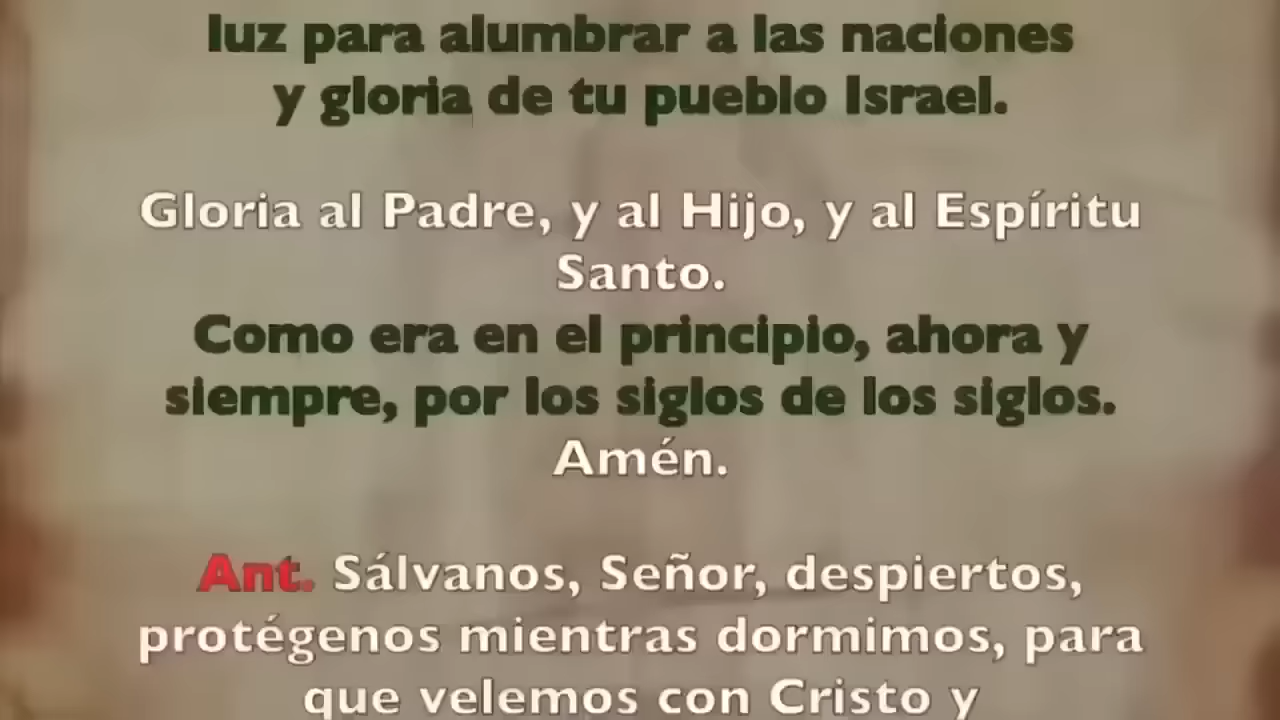 luz para alumbrar a las naciones
y gloria de tu pueblo Israel.
Gloria al Padre, y al Hijo, y al Espíritu
Santo.
Como era en el principio, ahora y
siempre, por los siglos de los siglos.
Amén.
Ant. Sálvanos, Señor, despiertos,
protégenos mientras dormimos, para
que velemos con Cristo y